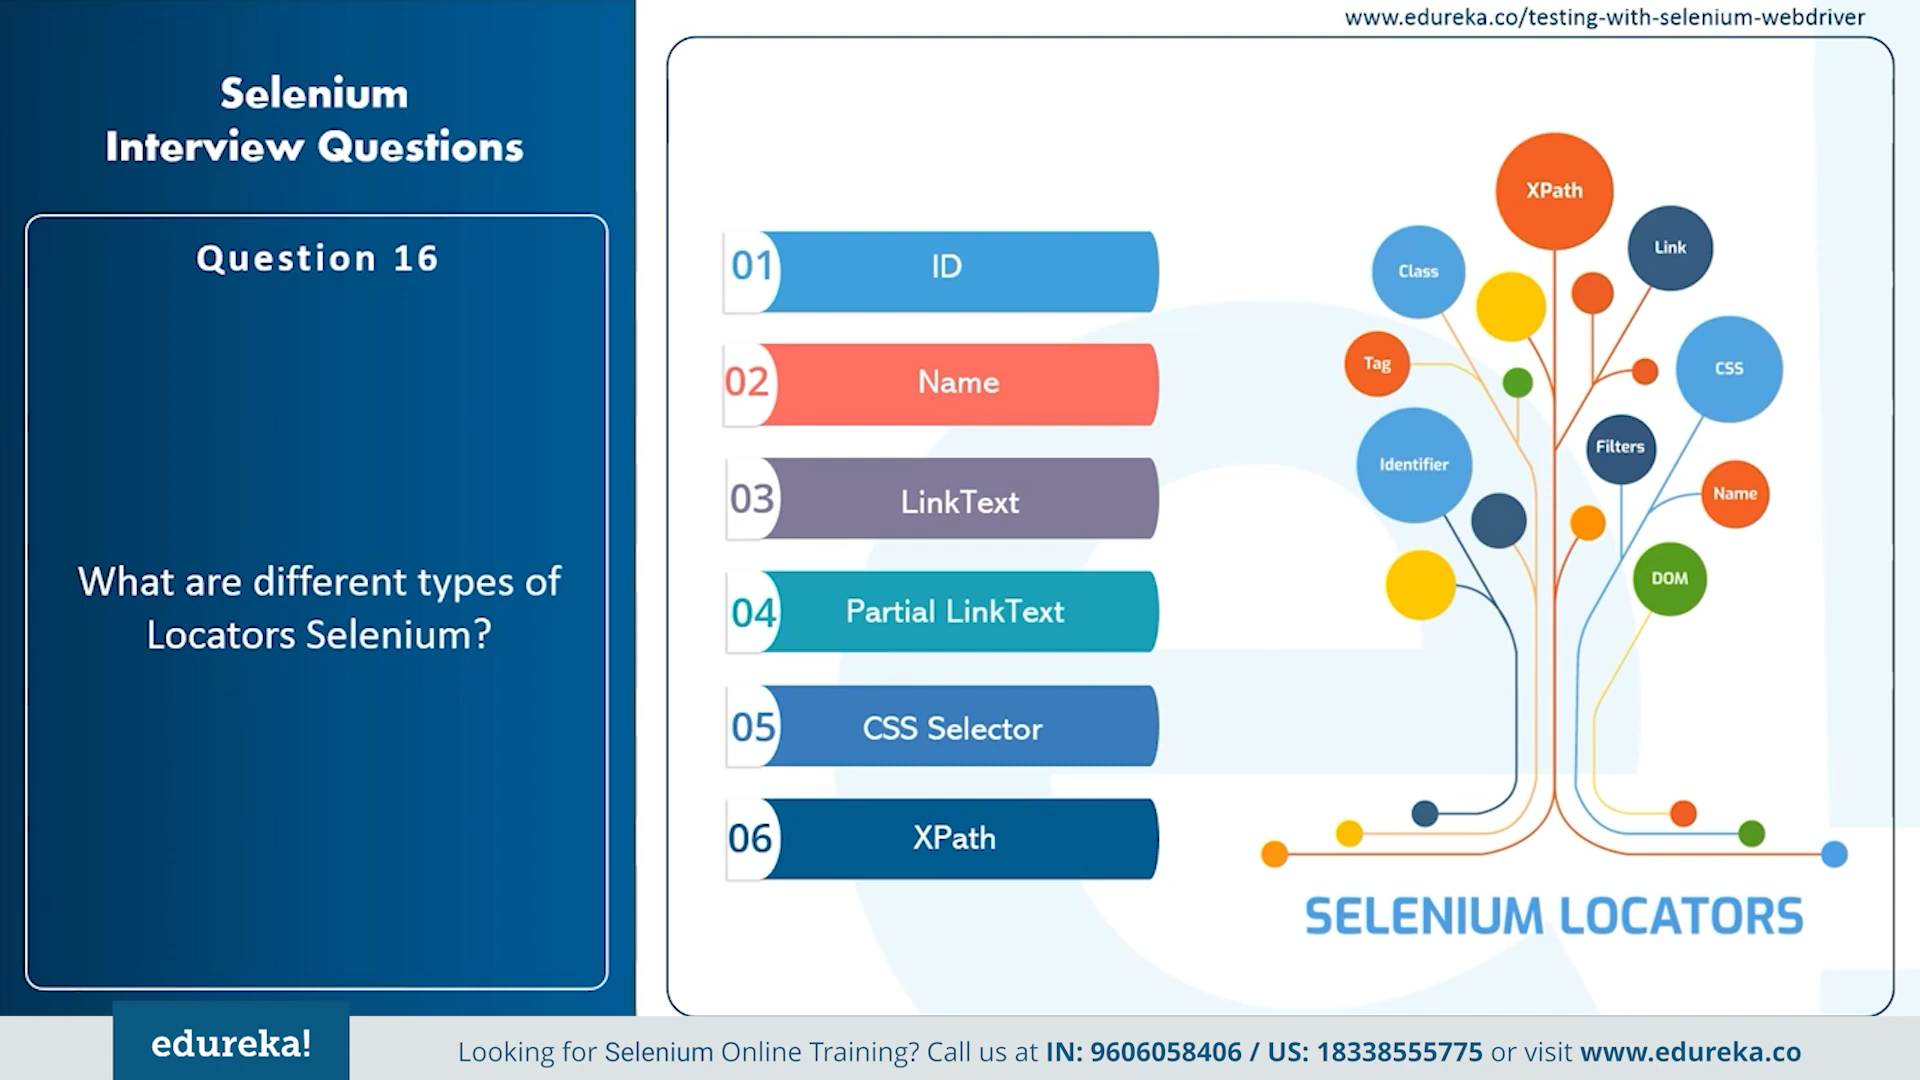 www.edureka.co/testing-with-selenium-webdriver
Selenium
Interview Questions
Question 16
What are different types of
Locators Selenium?
01 ID
02 Name
03 LinkText
04 Partial LinkText
05 CSS Selector
06 XPath
XPath
Link
Class
Tag
CSS
Filters
Identifier
Name
DOM
SELENIUM LOCATORS
edureka!
Looking for Selenium Online Training? Call us at IN: 9606058406 / US: 18338555775 or visit www.edureka.co